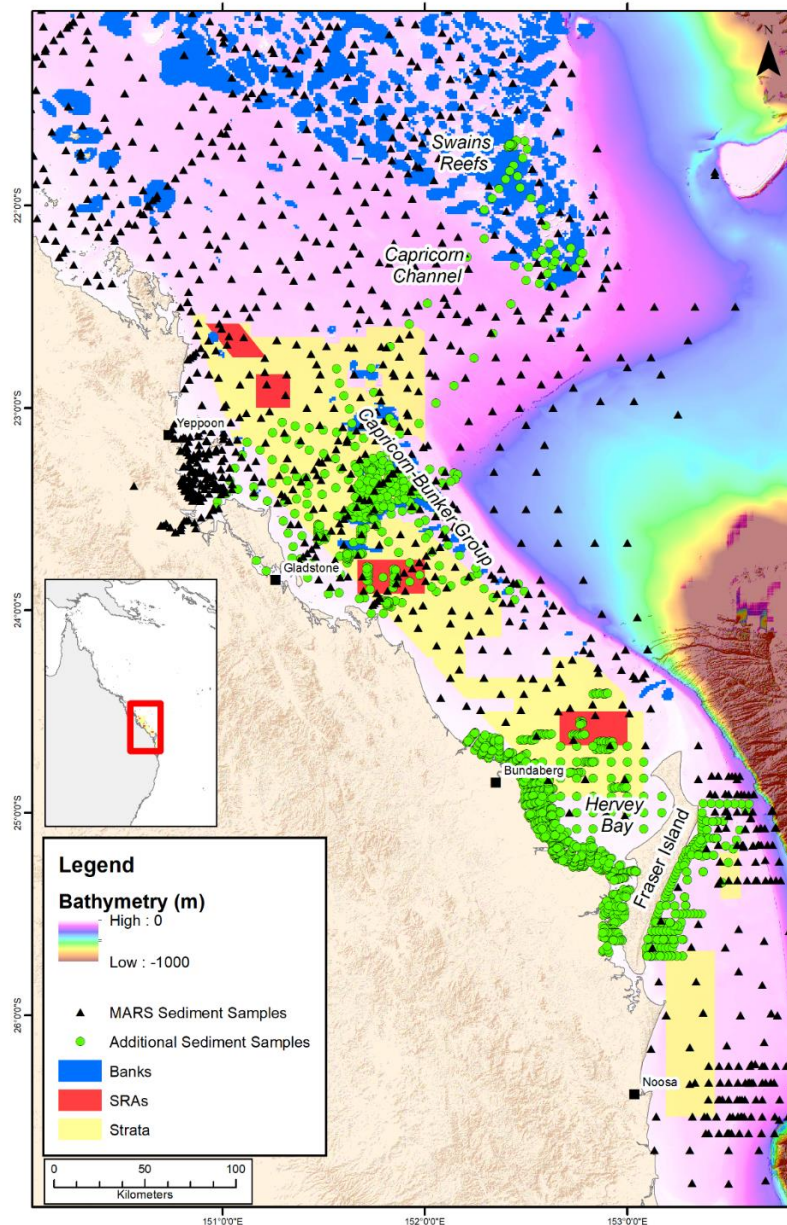 N
Swains
Reefs
22°0'0"S
Capricorn
Channel
23°0'0"S
Yeppoon
Capricorn-Bunker Group
Gladstone
24°0'0"S
Bundaberg
Hervey
Bay
25°0'0"S
Fraser Island
26°0'0"S
Noosa
Legend
Bathymetry (m)
High : 0
Low : -1000
MARS Sediment Samples
Additional Sediment Samples
Banks
SRAs
Strata
0 50 100
Kilometers
151°0'0"E 152°0'0"E 153°0'0"E